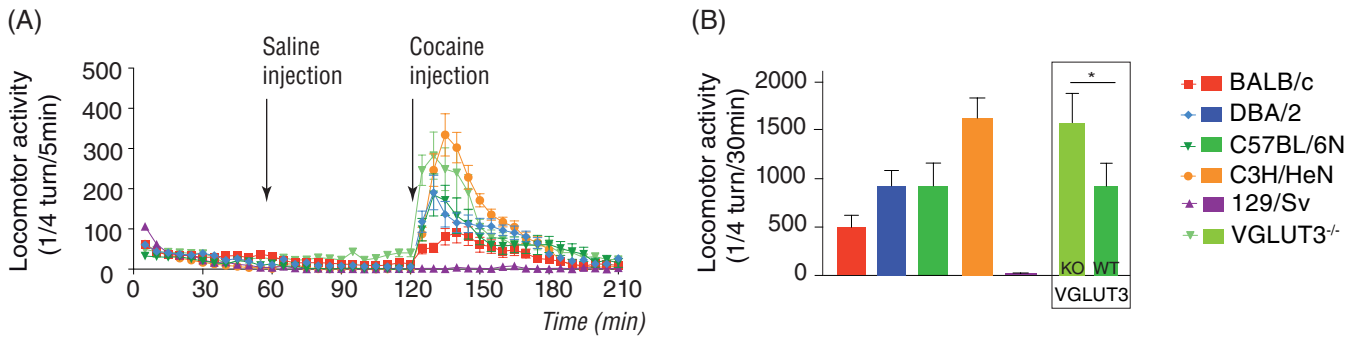 (A)
Saline injection
Cocaine injection
Locomotor activity
(1/4 turn/5min)
500
400
300
200
100
0
0 30 60 90 120 150 180 210
Time (min)
(B)
Locomotor activity
(1/4 turn/30min)
2000
1500
1000
500
0
*
KO WT
VGLUT3
BALB/c
DBA/2
C57BL/6N
C3H/HeN
129/Sv
VGLUT3-/-